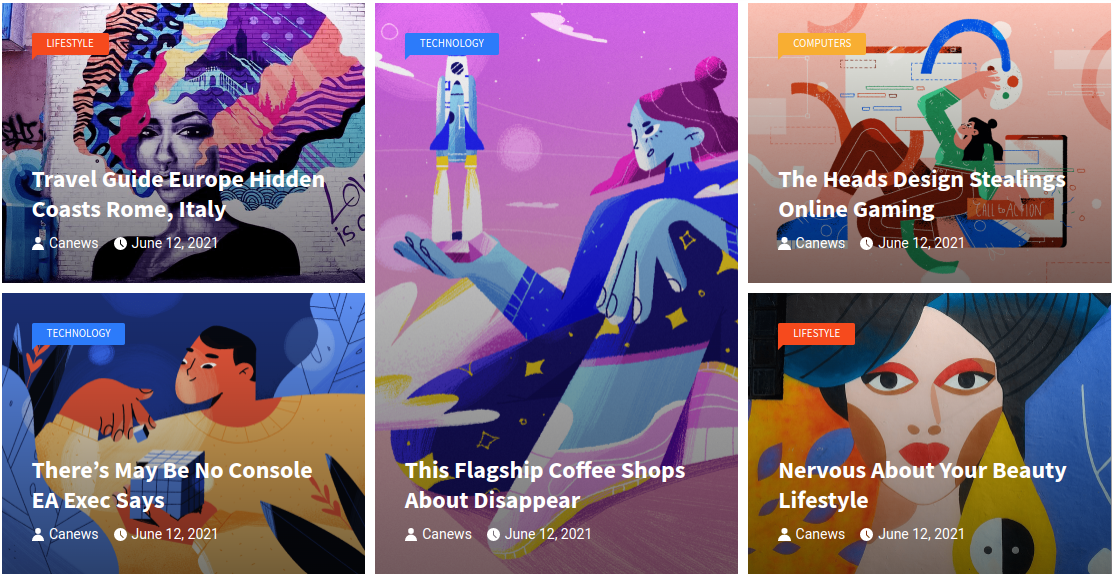 LIFESTYLE
Travel Guide Europe Hidden
Coasts Rome, Italy
Canews June 12, 2021
TECHNOLOGY
There’s May Be No Console
EA Exec Says
Canews June 12, 2021
TECHNOLOGY
This Flagship Coffee Shops
About Disappear
Canews June 12, 2021
COMPUTERS
CALL to ACTION
The Heads Design Stealings
Online Gaming
Canews June 12, 2021
LIFESTYLE
Nervous About Your Beauty
Lifestyle
Canews June 12, 2021